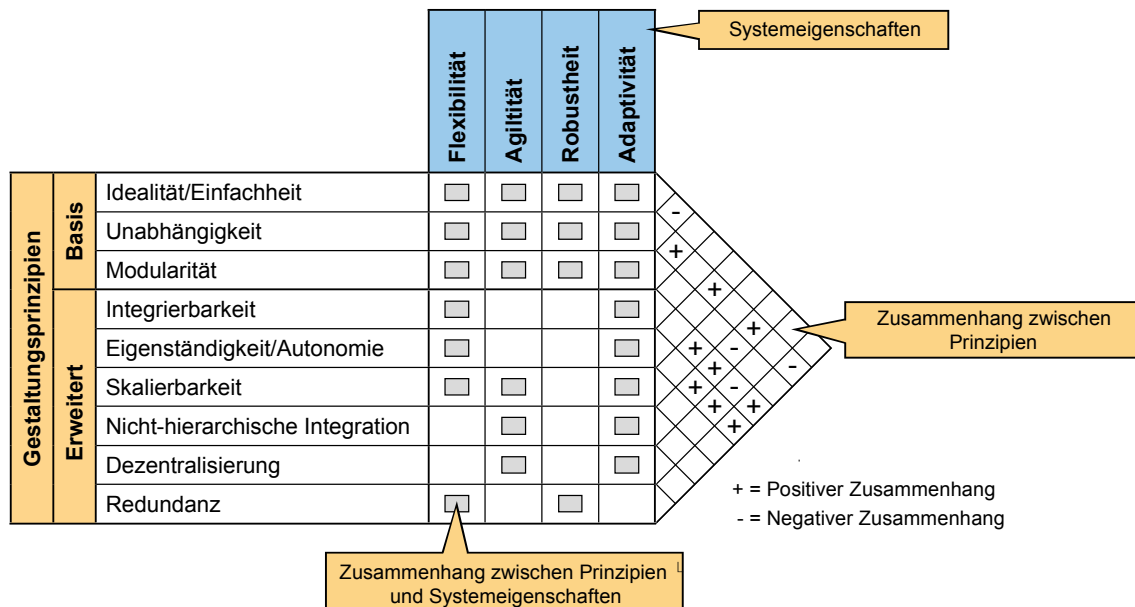 Systemeigenschaften
Flexibilität
Agiltität
Robustheit
Adaptivität
Gestaltungsprinzipien
Basis
Idealität/Einfachheit
Unabhängigkeit
Modularität
Erweitert
Integrierbarkeit
Eigenständigkeit/Autonomie
Skalierbarkeit
Nicht-hierarchische Integration
Dezentralisierung
Redundanz
-
+
+
+
+ -
+ -
+ -
+ +
+
Zusammenhang zwischen
Prinzipien
+ = Positiver Zusammenhang
- = Negativer Zusammenhang
Zusammenhang zwischen Prinzipien
und Systemeigenschaften